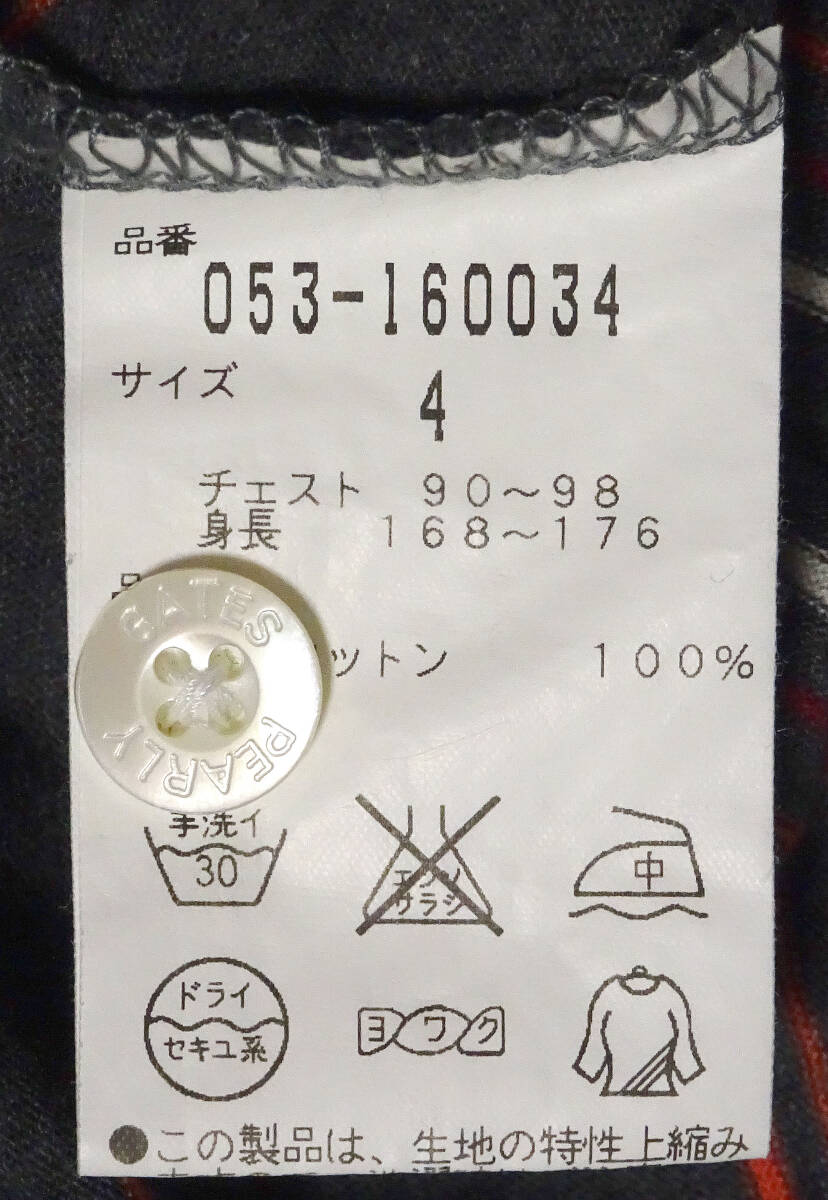 品番
053-160034
サイズ
4
チェスト 90～98
身長 168～176
品
ットン 100%
GATES
PEARLY
手洗イ
30
エンソ
サラシ
中
ドライ
セキユ系
ヨワク
●この製品は、生地の特性上縮み